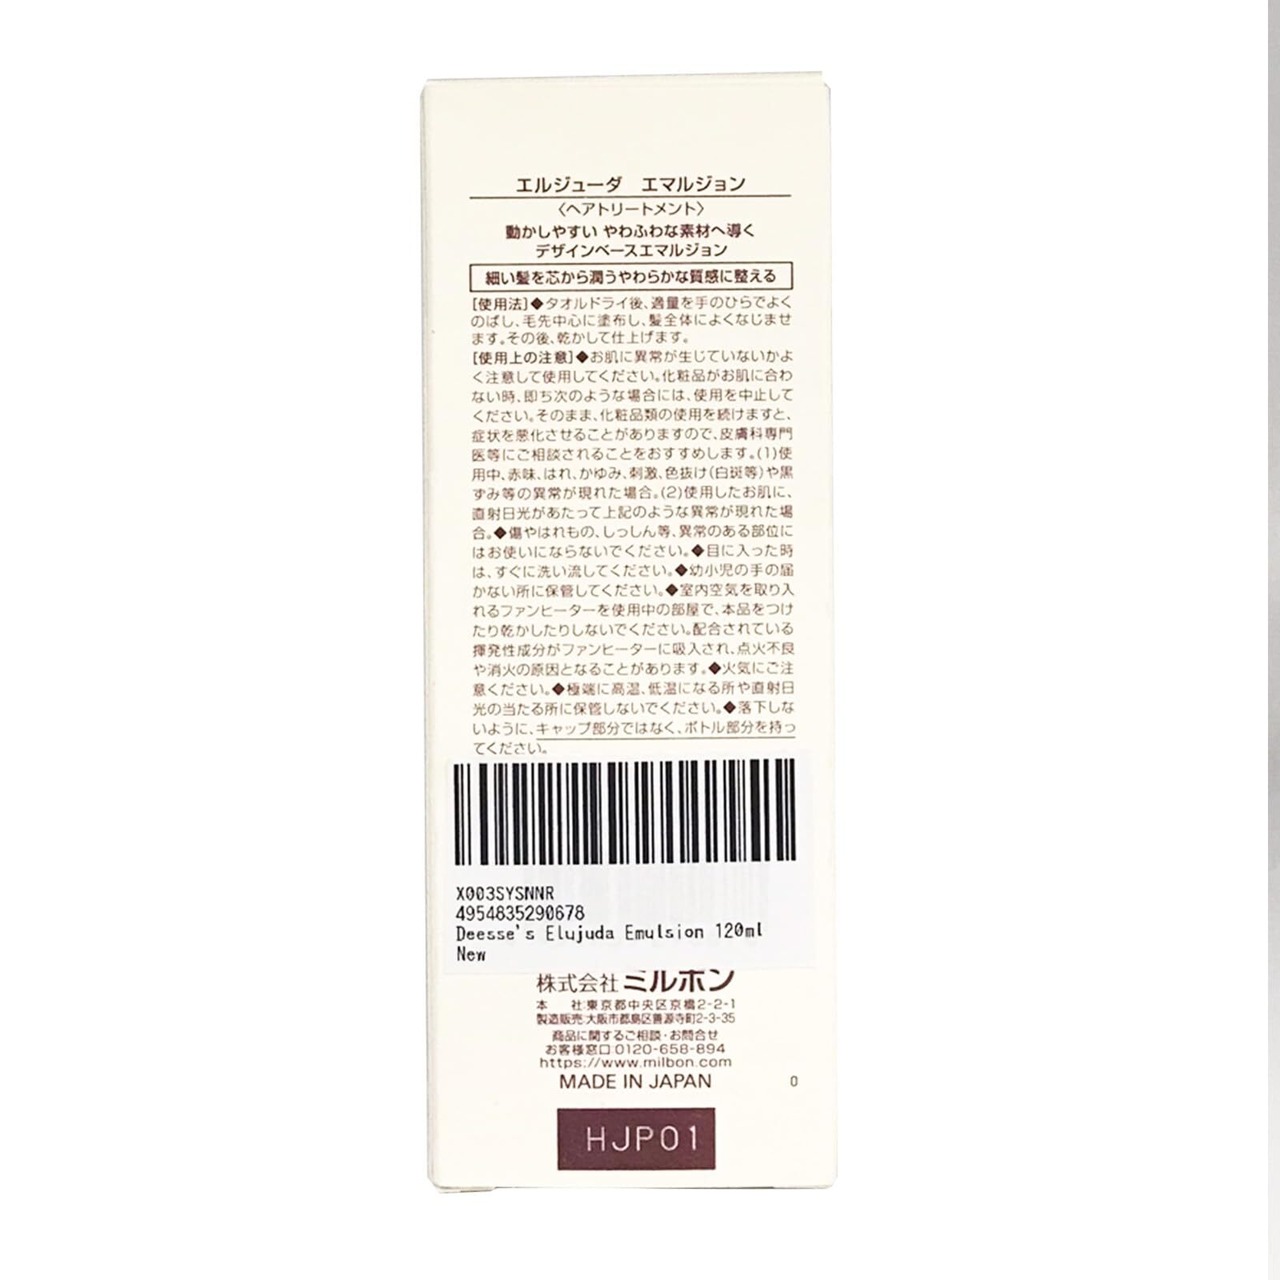 エルジューダ　エマルジョン
〈ヘアトリートメント〉
動かしやすい やわふわな素材へ導く
デザインベースエマルジョン
細い髪を芯から潤うやわらかな質感に整える
[使用法]◆タオルドライ後、適量を手のひらでよく
のばし、毛先中心に塗布し、髪全体によくなじませ
ます。その後、乾かして仕上げます。
[使用上の注意]◆お肌に異常が生じていないかよ
く注意して使用してください。化粧品がお肌に合わ
ない時、即ち次のような場合には、使用を中止して
ください。そのまま、化粧品類の使用を続けますと、
症状を悪化させることがありますので、皮膚科専門
医等にご相談されることをおすすめします。(1)使
用中、赤味、はれ、かゆみ、刺激、色抜け(白斑等)や黒
ずみ等の異常が現れた場合。(2)使用したお肌に、
直射日光があたって上記のような異常が現れた場
合。◆傷やはれもの、しっしん等、異常のある部位に
はお使いにならないでください。◆目に入った時
は、すぐに洗い流してください。◆幼小児の手の届
かない所に保管してください。◆室内空気を取り入
れるファンヒーターを使用中の部屋で、本品をつけ
たり乾かしたりしないでください。配合されている
揮発性成分がファンヒーターに吸入され、点火不良
や消火の原因となることがあります。◆火気にご注
意ください。◆極端に高温、低温になる所や直射日
光の当たる所に保管しないでください。◆落下しな
いように、キャップ部分ではなく、ボトル部分を持っ
てください。
X003SYSNNR
4954835290678
Deesse's Elujuda Emulsion 120ml
New
株式会社 ミルボン
本　社:東京都中央区京橋2-2-1
製造販売:大阪市都島区善源寺町2-3-35
商品に関するご相談・お問合せ
お客様窓口:0120-658-894
https://www.milbon.com
MADE IN JAPAN
0
HJP01